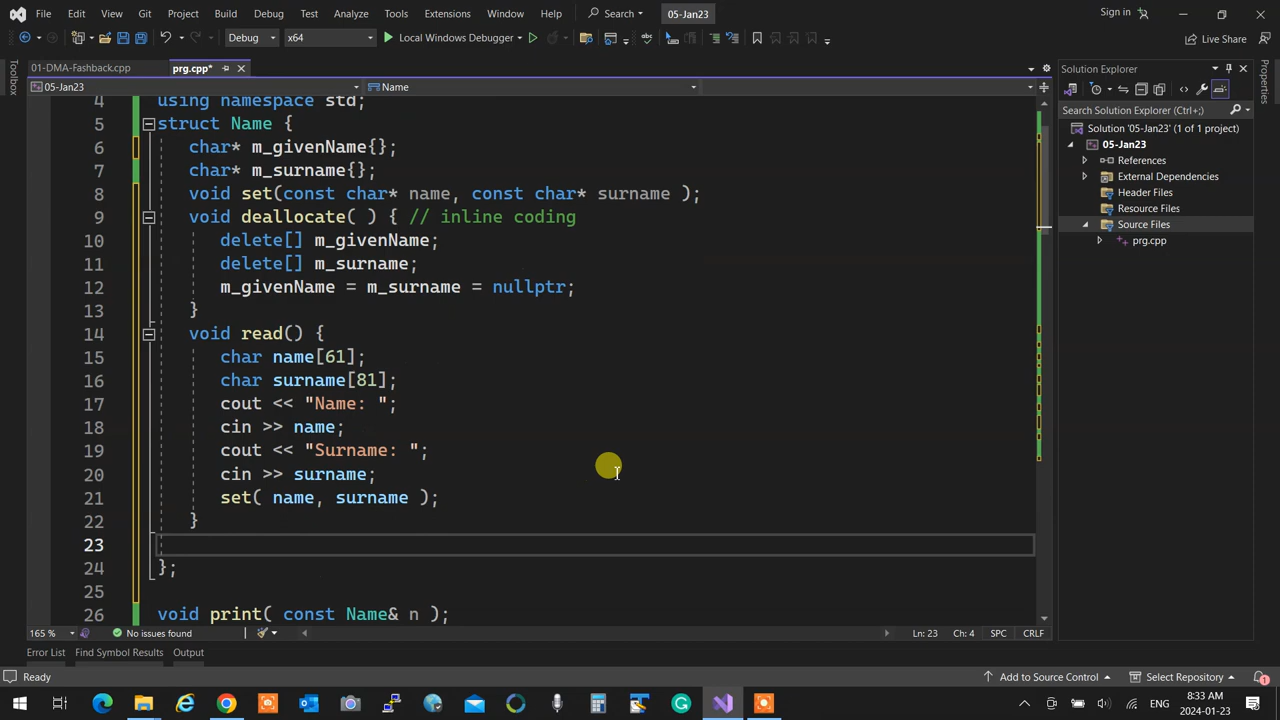 File Edit View Git Project Build Debug Test Analyze Tools Extensions Window Help Search 05-Jan23 Sign in
Debug x64 Local Windows Debugger Live Share
Toolbox 01-DMA-Fashback.cpp prg.cpp* Solution Explorer Properties
05-Jan23 Name
Search Solution Explorer (Ctrl+;)
Solution '05-Jan23' (1 of 1 project)
05-Jan23
References
External Dependencies
Header Files
Resource Files
Source Files
prg.cpp
4 using namespace std;
5 struct Name {
6 char* m_givenName{};
7 char* m_surname{};
8 void set(const char* name, const char* surname );
9 void deallocate( ) { // inline coding
10 delete[] m_givenName;
11 delete[] m_surname;
12 m_givenName = m_surname = nullptr;
13 }
14 void read() {
15 char name[61];
16 char surname[81];
17 cout << "Name: ";
18 cin >> name;
19 cout << "Surname: ";
20 cin >> surname;
21 set( name, surname );
22 }
23
24 };
25
26 void print( const Name& n );
165 % No issues found Ln: 23 Ch: 4 SPC CRLF
Error List Find Symbol Results Output
Ready Add to Source Control Select Repository 1
ENG 8:33 AM
2024-01-23